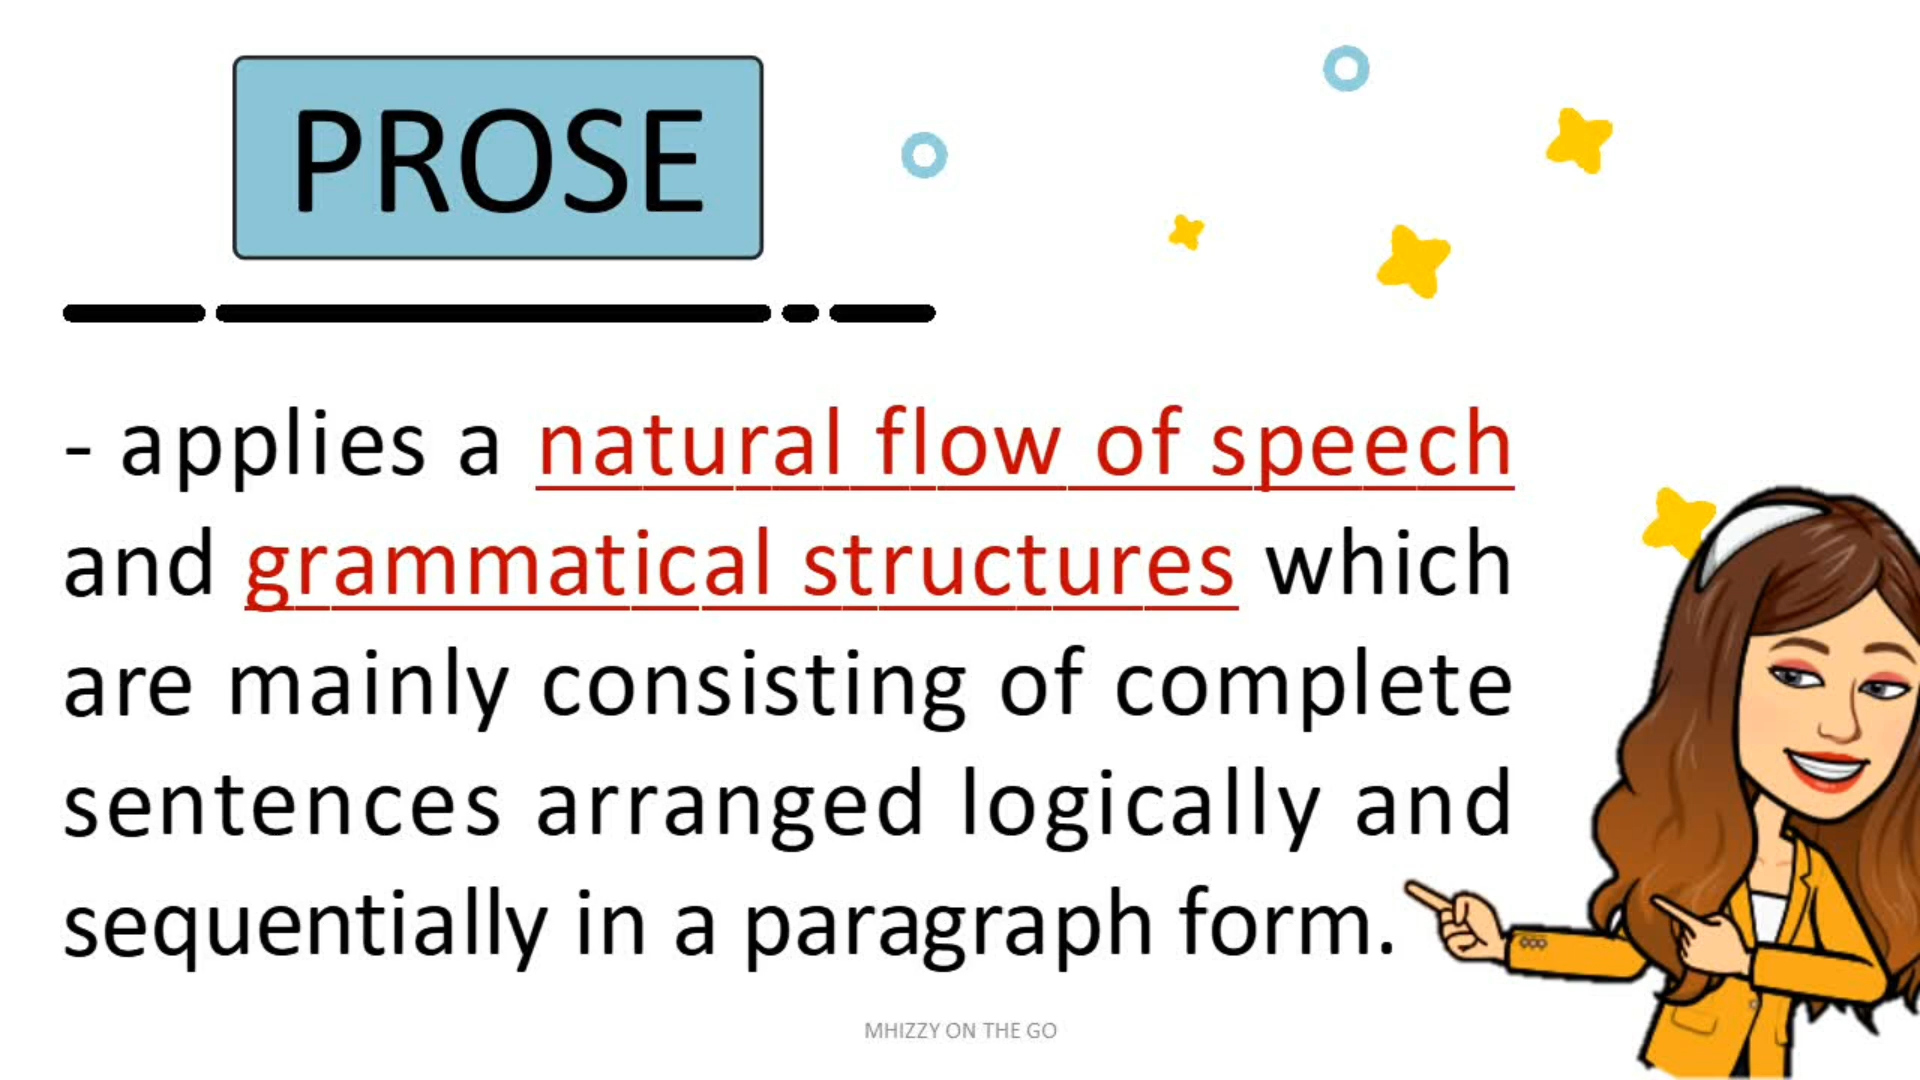 PROSE
- applies a natural flow of speech
and grammatical structures which
are mainly consisting of complete
sentences arranged logically and
sequentially in a paragraph form.
MHIZZY ON THE GO